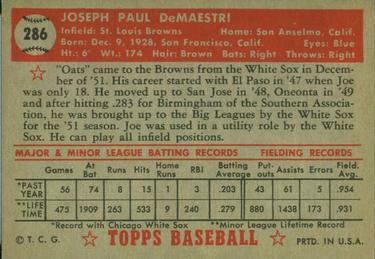 286
JOSEPH PAUL DeMAESTRI
Infield: St. Louis Browns Home: San Anselmo, Calif.
Born: Dec. 9, 1928, San Francisco, Calif. Eyes: Blue
Hair: Brown Ht.: 6' Wt.: 174 Bats: Right Throws: Right
"Oats" came to the Browns from the White Sox in Decem-
ber of '51. His career started with El Paso in '47 when Joe
was only 18. He moved up to San Jose in '48, Oneonta in '49
and after hitting .283 for Birmingham of the Southern Associa-
tion, he was brought up to the Big Leagues by the White Sox
for the '51 season. Joe was used in a utility role by the White
Sox. He can play all infield positions.
MAJOR & MINOR LEAGUE BATTING RECORDS FIELDING RECORDS
Games At Bat Runs Hits Home Runs RBI Batting Average Put-outs Assists Errors Field. Avg.
*PAST YEAR 56 74 8 15 1 3 .203 43 61 5 .954
**LIFE TIME 475 1909 263 513 9 240 .279 880 1438 173 .931
*Record with Chicago White Sox **Minor League Lifetime Record
© T. C. G. TOPPS BASEBALL PRTD. IN U.S.A.